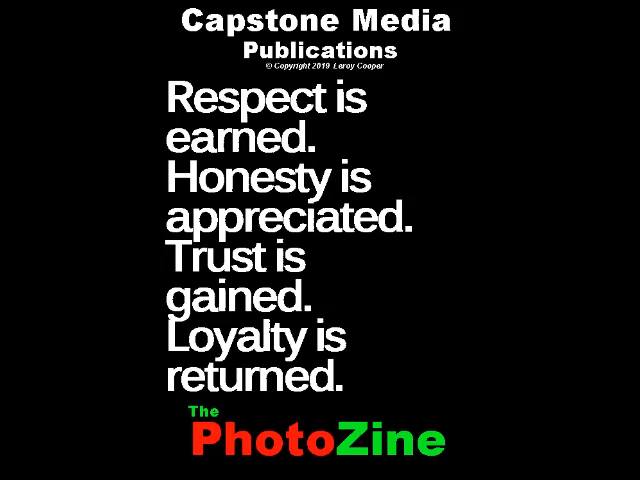 Capstone Media
Publications
© Copyright 2019 Leroy Cooper
Respect is
earned.
Honesty is
appreciated.
Trust is
gained.
Loyalty is
returned.
The
PhotoZine